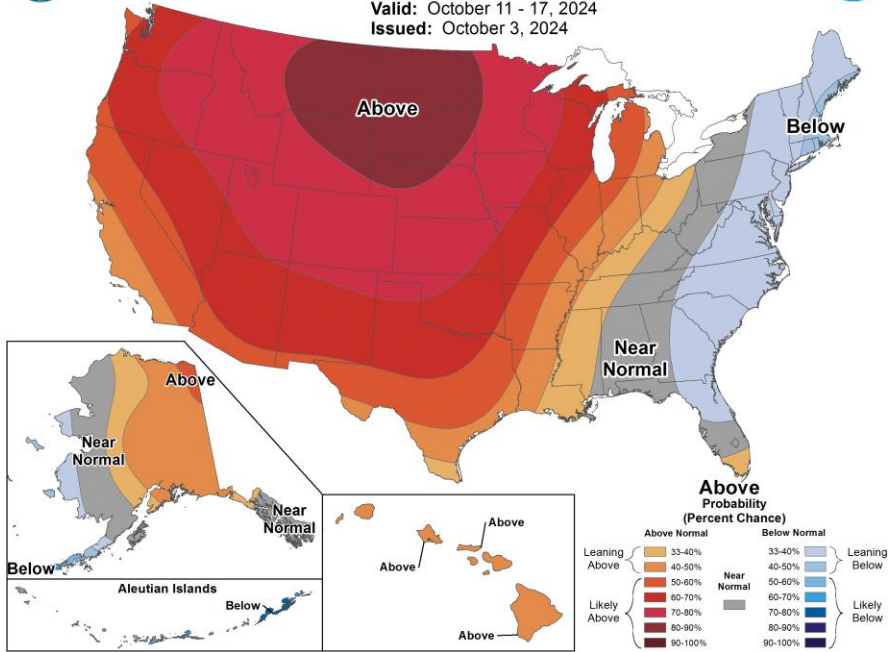 Valid: October 11 - 17, 2024
Issued: October 3, 2024
Above
Below
Near
Normal
Above
Above
Near
Normal
Near
Normal
Below
Aleutian Islands
Below
Above
Above
Above
Probability
(Percent Chance)
Above Normal
Below Normal
Leaning
Above
33-40%
40-50%
50-60%
60-70%
70-80%
80-90%
90-100%
Likely
Above
Near
Normal
33-40%
40-50%
50-60%
60-70%
70-80%
80-90%
90-100%
Leaning
Below
Likely
Below